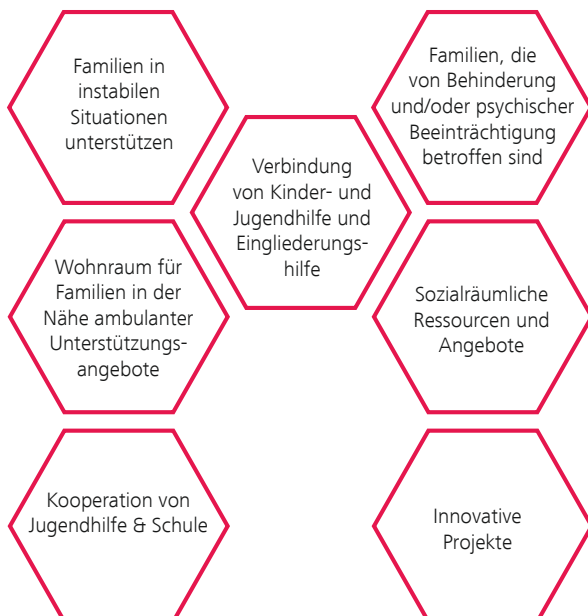 Familien in
instabilen
Situationen
unterstützen
Familien, die
von Behinderung
und/oder psychischer
Beeinträchtigung
betroffen sind
Verbindung
von Kinder- und
Jugendhilfe und
Eingliederungs-
hilfe
Wohnraum für
Familien in der
Nähe ambulanter
Unterstützungs-
angebote
Sozialräumliche
Ressourcen und
Angebote
Kooperation von
Jugendhilfe & Schule
Innovative
Projekte